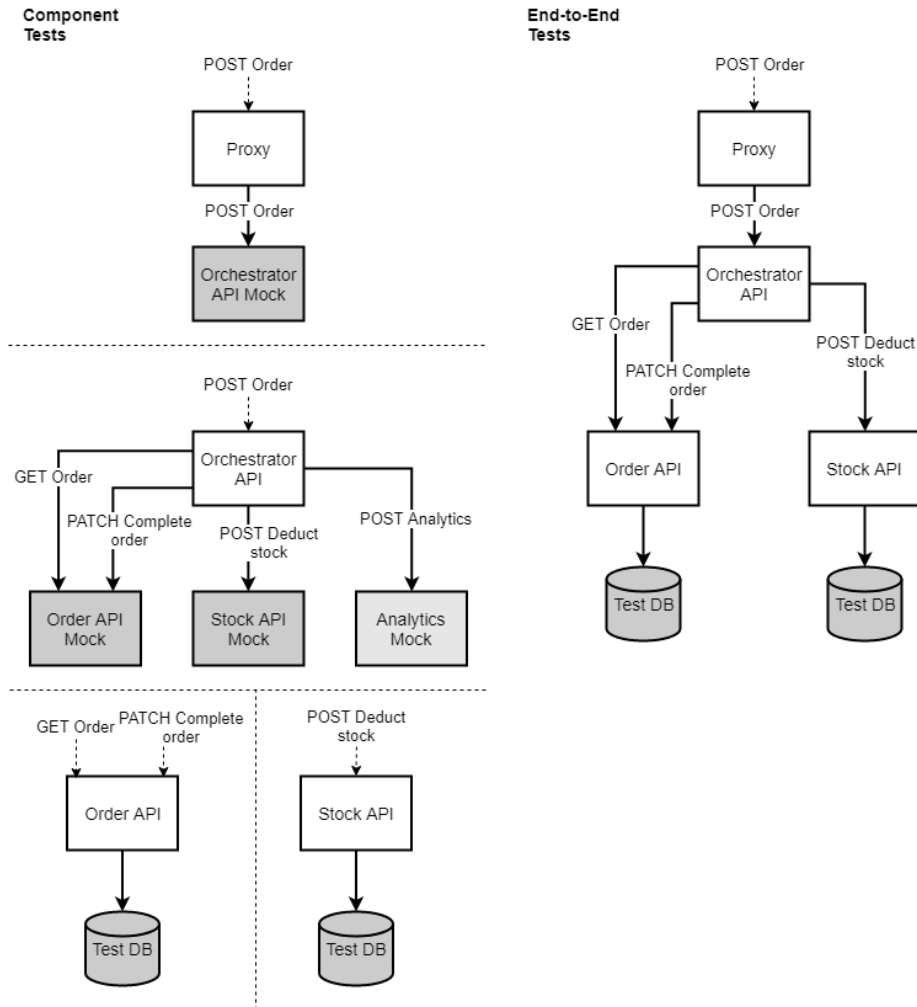 Component
Tests
POST Order
Proxy
POST Order
Orchestrator
API Mock
POST Order
Orchestrator
API
GET Order
PATCH Complete
order
POST Deduct
stock
POST Analytics
Order API
Mock
Stock API
Mock
Analytics
Mock
GET Order
PATCH Complete
order
Order API
Test DB
POST Deduct
stock
Stock API
Test DB
End-to-End
Tests
POST Order
Proxy
POST Order
Orchestrator
API
GET Order
PATCH Complete
order
POST Deduct
stock
Order API
Stock API
Test DB
Test DB